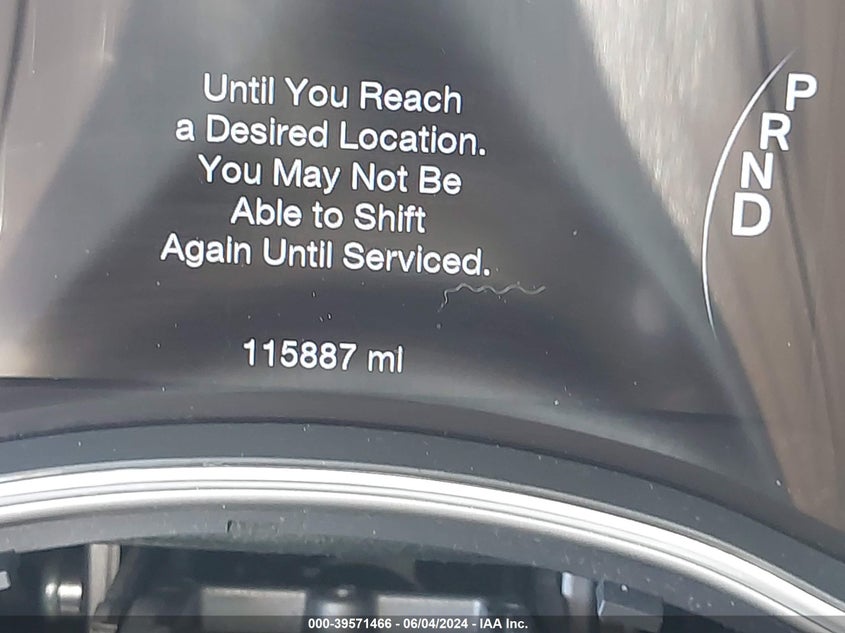 Until You Reach
a Desired Location.
You May Not Be
Able to Shift
Again Until Serviced.
115887 mi
P
R
N
D
000-39571466 - 06/04/2024 - IAA Inc.